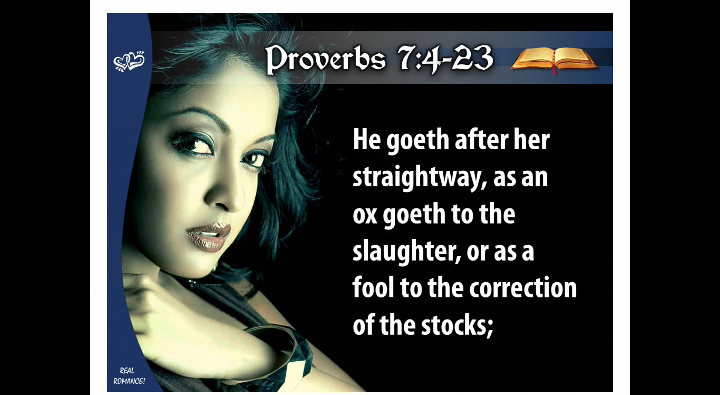 Proverbs 7:4-23
He goeth after her
straightway, as an
ox goeth to the
slaughter, or as a
fool to the correction
of the stocks;
REAL
ROMANCE!